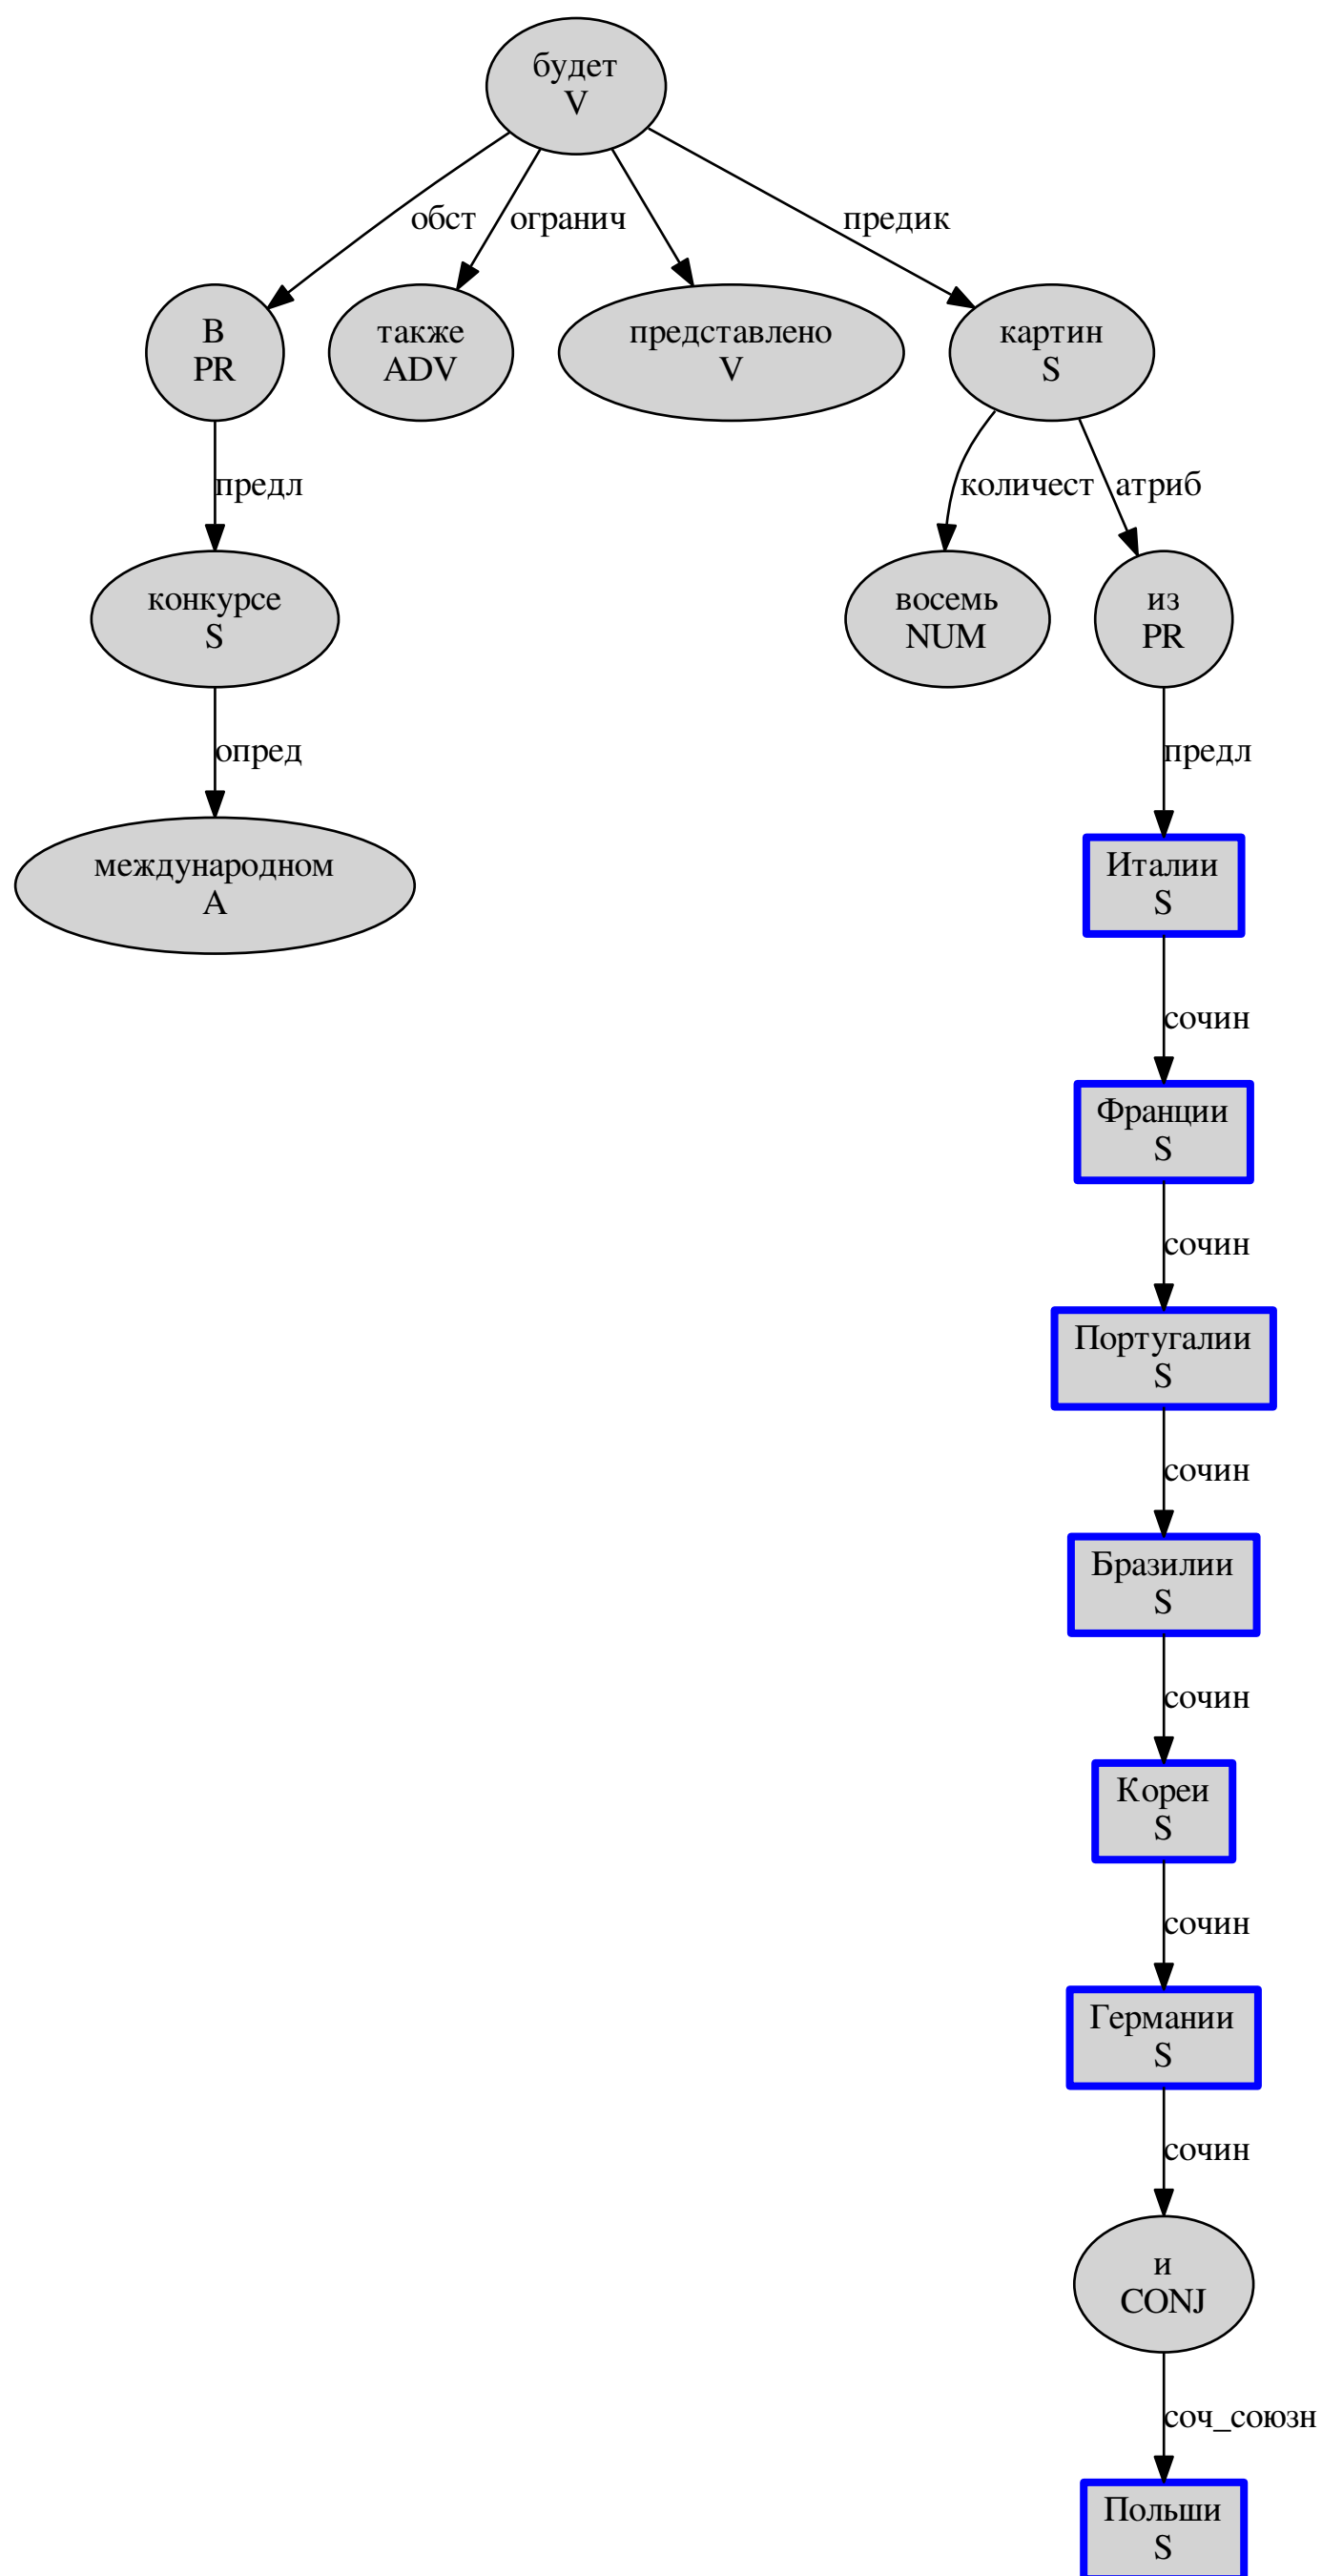 будет
V
обст
огранич
предик
В
PR
также
ADV
представлено
V
картин
S
предл
количест
атриб
конкурсе
S
восемь
NUM
из
PR
опред
предл
международном
A
Италии
S
сочин
Франции
S
сочин
Португалии
S
сочин
Бразилии
S
сочин
Кореи
S
сочин
Германии
S
сочин
и
CONJ
соч_союзн
Польши
S